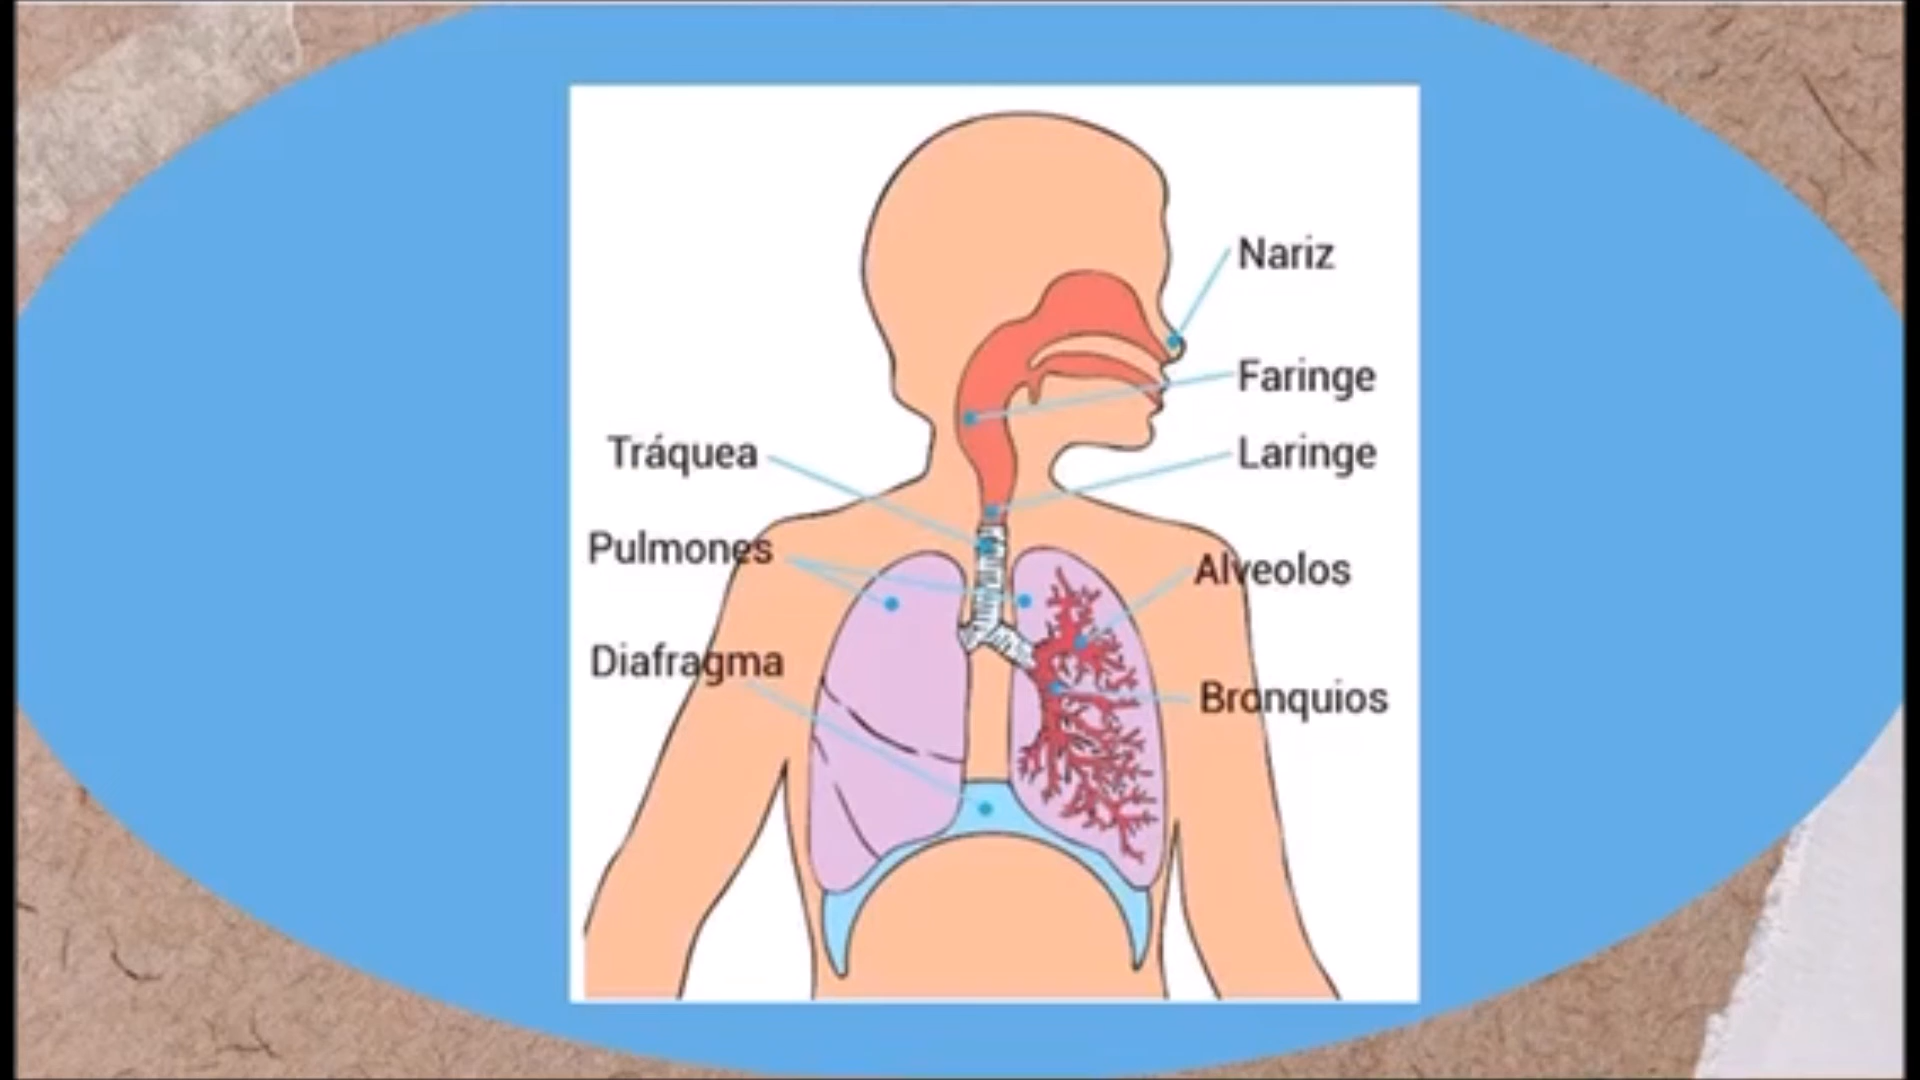 Nariz
Faringe
Laringe
Tráquea
Pulmones
Alveolos
Diafragma
Bronquios